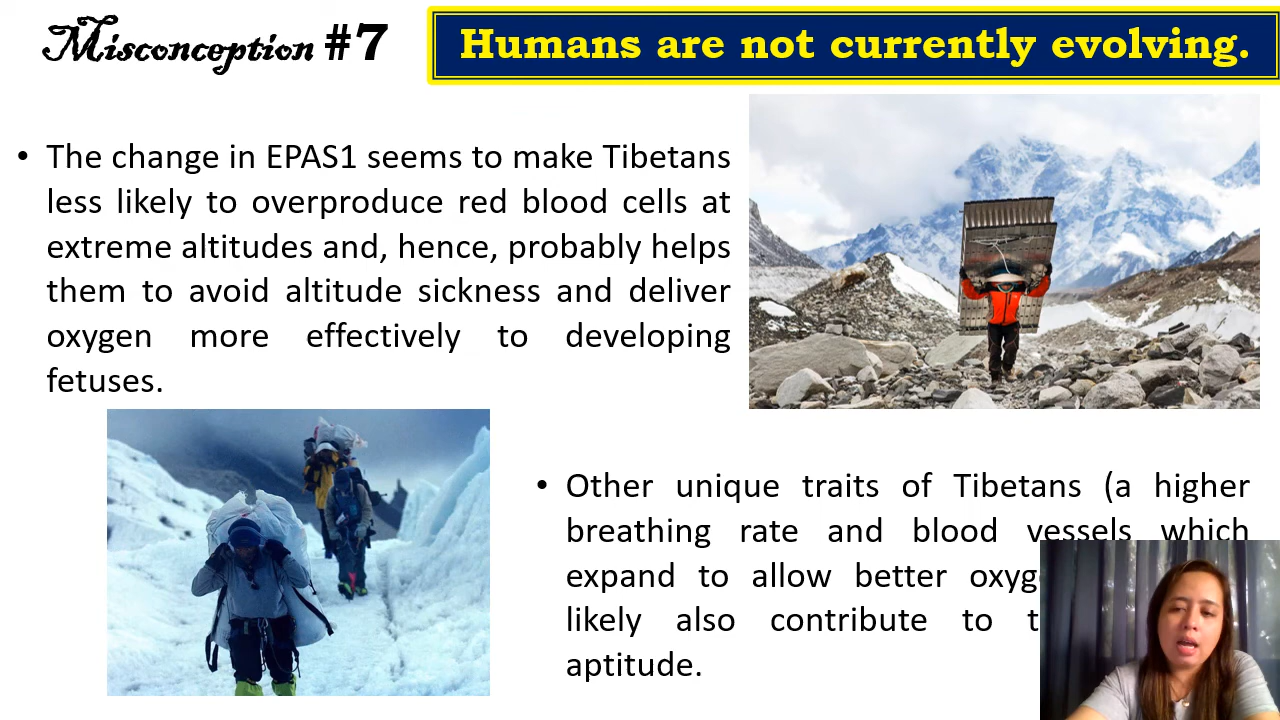 Misconception #7
Humans are not currently evolving.
• The change in EPAS1 seems to make Tibetans
less likely to overproduce red blood cells at
extreme altitudes and, hence, probably helps
them to avoid altitude sickness and deliver
oxygen more effectively to developing
fetuses.
• Other unique traits of Tibetans (a higher
breathing rate and blood vessels which
expand to allow better
likely also contribute to
aptitude.